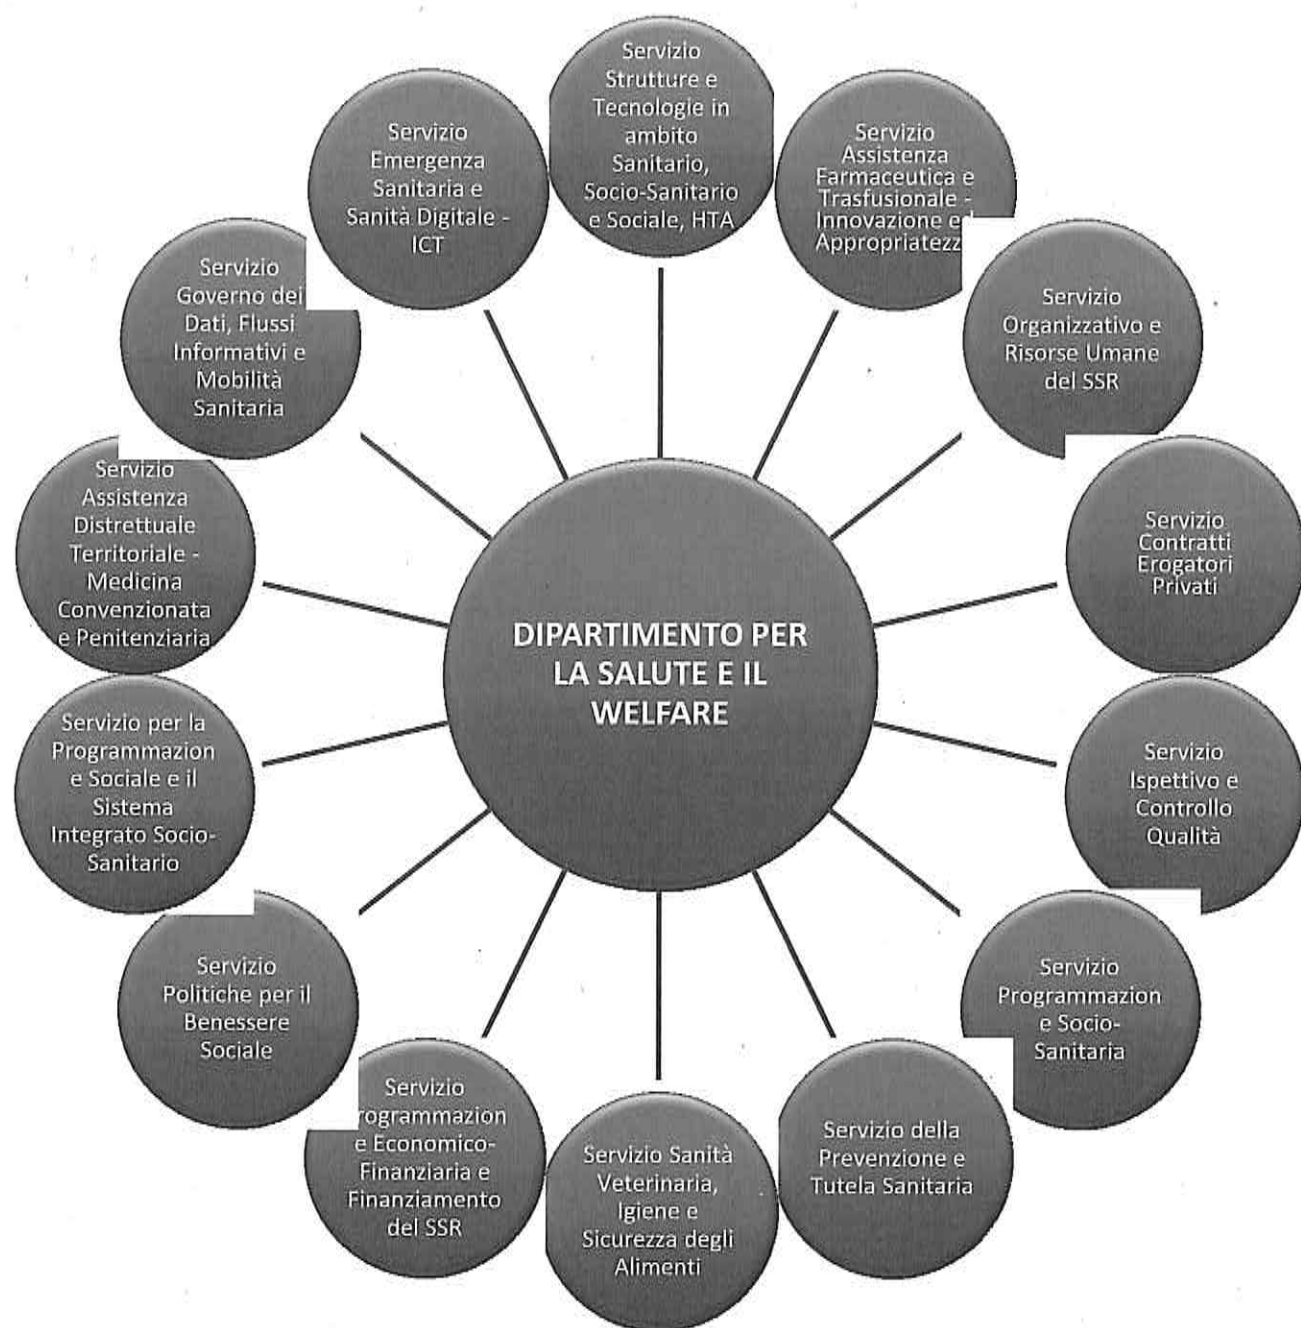 Servizio
Strutture e
Tecnologie in
ambito
Sanitario,
Socio-Sanitario
e Sociale, HTA
Servizio
Assistenza
Farmaceutica e
Trasfusionale -
Innovazione ed
Appropriatezz
Servizio
Organizzativo e
Risorse Umane
del SSR
Servizio
Contratti
Erogatori
Privati
Servizio
Ispettivo e
Controllo
Qualità
Servizio
Programmazion
e Socio-
Sanitaria
Servizio della
Prevenzione e
Tutela Sanitaria
Servizio Sanità
Veterinaria,
Igiene e
Sicurezza degli
Alimenti
Servizio
rogrammazion
e Economico-
Finanziaria e
Finanziamento
del SSR
Servizio
Politiche per il
Benessere
Sociale
Servizio per la
Programmazion
e Sociale e il
Sistema
Integrato Socio-
Sanitario
Servizio
Assistenza
Distrettuale
Territoriale -
Medicina
Convenzionata
e Penitenziaria
Servizio
Governo dei
Dati, Flussi
Informativi e
Mobilità
Sanitaria
Servizio
Emergenza
Sanitaria e
Sanità Digitale -
ICT
DIPARTIMENTO PER
LA SALUTE E IL
WELFARE